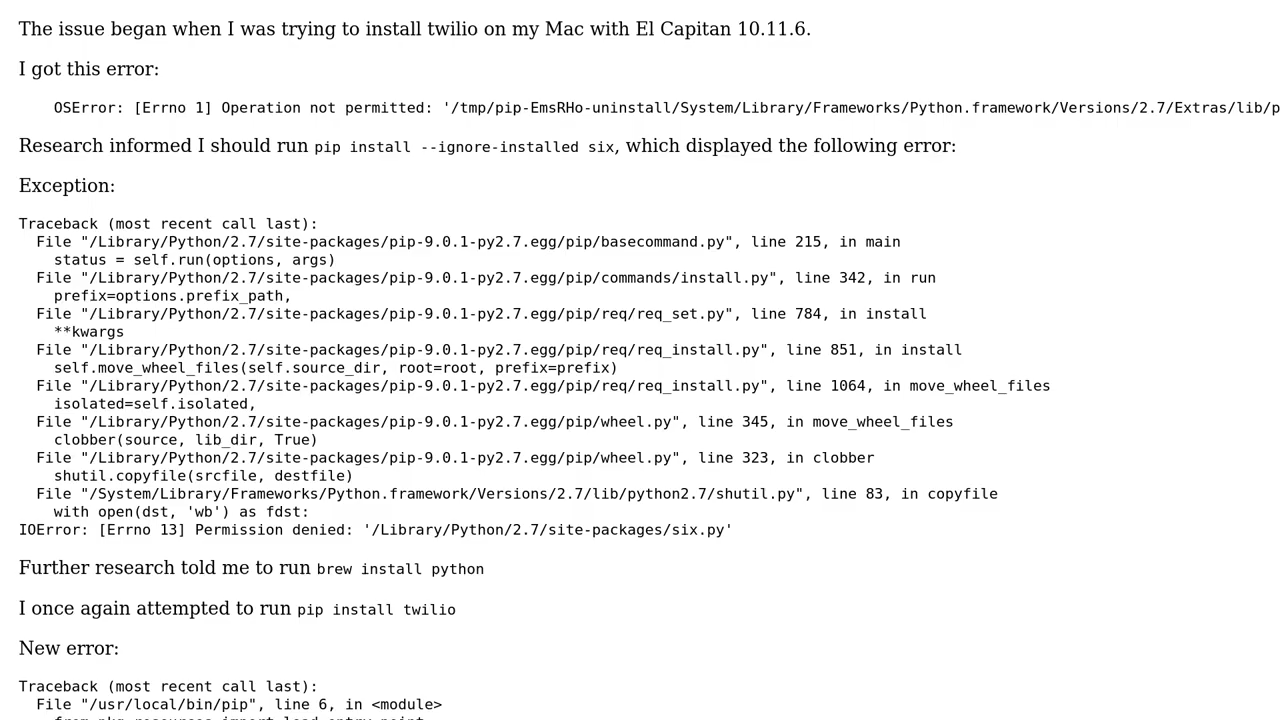 The issue began when I was trying to install twilio on my Mac with El Capitan 10.11.6.
I got this error:
OSError: [Errno 1] Operation not permitted: '/tmp/pip-EmsRHo-uninstall/System/Library/Frameworks/Python.framework/Versions/2.7/Extras/lib/p
Research informed I should run pip install --ignore-installed six, which displayed the following error:
Exception:
Traceback (most recent call last):
File "/Library/Python/2.7/site-packages/pip-9.0.1-py2.7.egg/pip/basecommand.py", line 215, in main
status = self.run(options, args)
File "/Library/Python/2.7/site-packages/pip-9.0.1-py2.7.egg/pip/commands/install.py", line 342, in run
prefix=options.prefix_path,
File "/Library/Python/2.7/site-packages/pip-9.0.1-py2.7.egg/pip/req/req_set.py", line 784, in install
**kwargs
File "/Library/Python/2.7/site-packages/pip-9.0.1-py2.7.egg/pip/req/req_install.py", line 851, in install
self.move_wheel_files(self.source_dir, root=root, prefix=prefix)
File "/Library/Python/2.7/site-packages/pip-9.0.1-py2.7.egg/pip/req/req_install.py", line 1064, in move_wheel_files
isolated=self.isolated,
File "/Library/Python/2.7/site-packages/pip-9.0.1-py2.7.egg/pip/wheel.py", line 345, in move_wheel_files
clobber(source, lib_dir, True)
File "/Library/Python/2.7/site-packages/pip-9.0.1-py2.7.egg/pip/wheel.py", line 323, in clobber
shutil.copyfile(srcfile, destfile)
File "/System/Library/Frameworks/Python.framework/Versions/2.7/lib/python2.7/shutil.py", line 83, in copyfile
with open(dst, 'wb') as fdst:
IOError: [Errno 13] Permission denied: '/Library/Python/2.7/site-packages/six.py'
Further research told me to run brew install python
I once again attempted to run pip install twilio
New error:
Traceback (most recent call last):
File "/usr/local/bin/pip", line 6, in <module>
from pkg_resources import load_entry_point